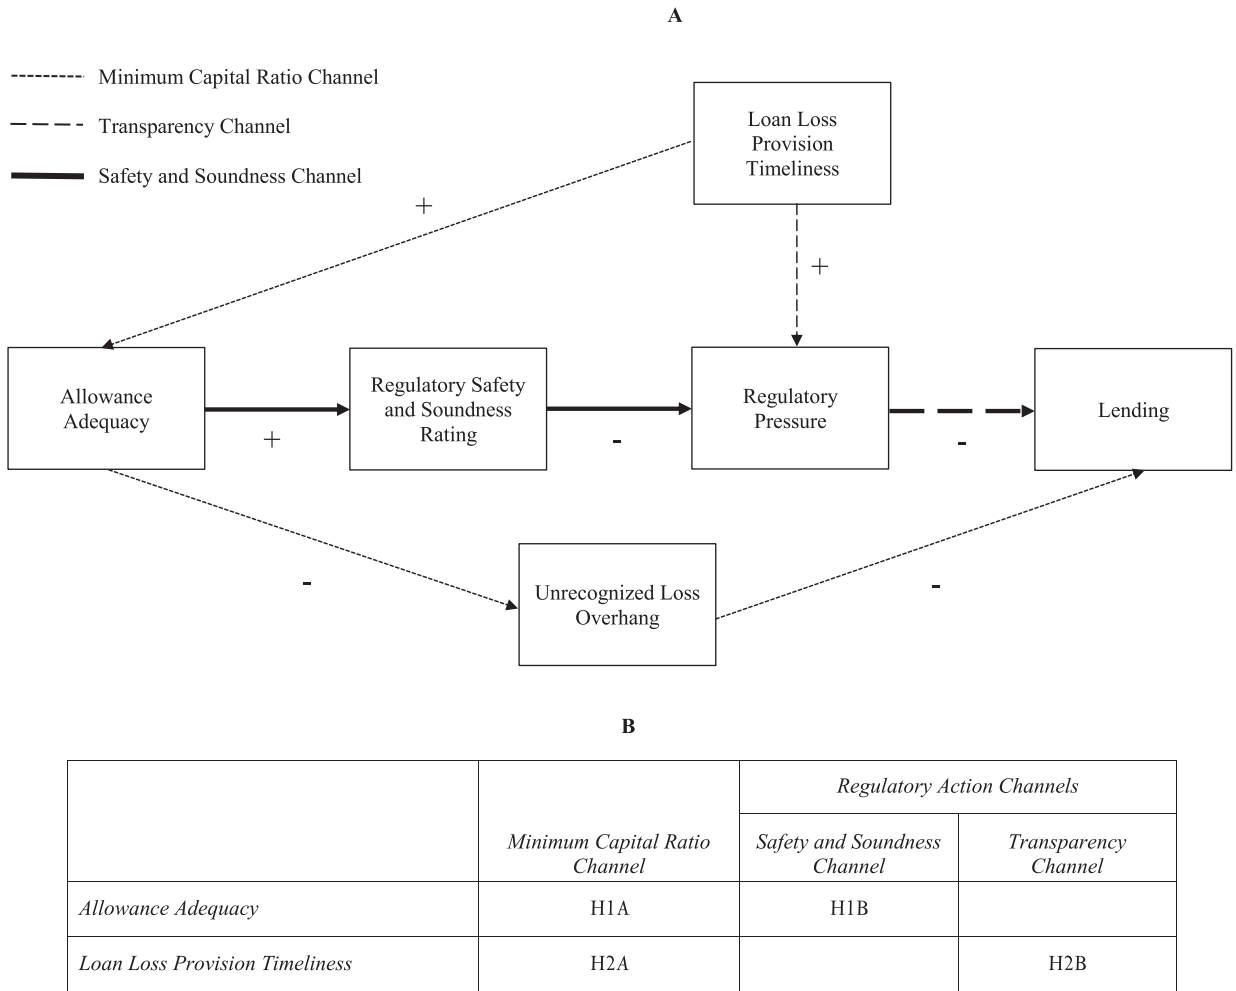 A
Minimum Capital Ratio Channel
Transparency Channel
Safety and Soundness Channel
Loan Loss
Provision
Timeliness
+
+
Allowance
Adequacy
Regulatory Safety
and Soundness
Rating
Regulatory
Pressure
Lending
+
-
-
Unrecognized Loss
Overhang
-
-
B
Regulatory Action Channels
Minimum Capital Ratio
Channel
Safety and Soundness
Channel
Transparency
Channel
Allowance Adequacy H1A H1B
Loan Loss Provision Timeliness H2A H2B